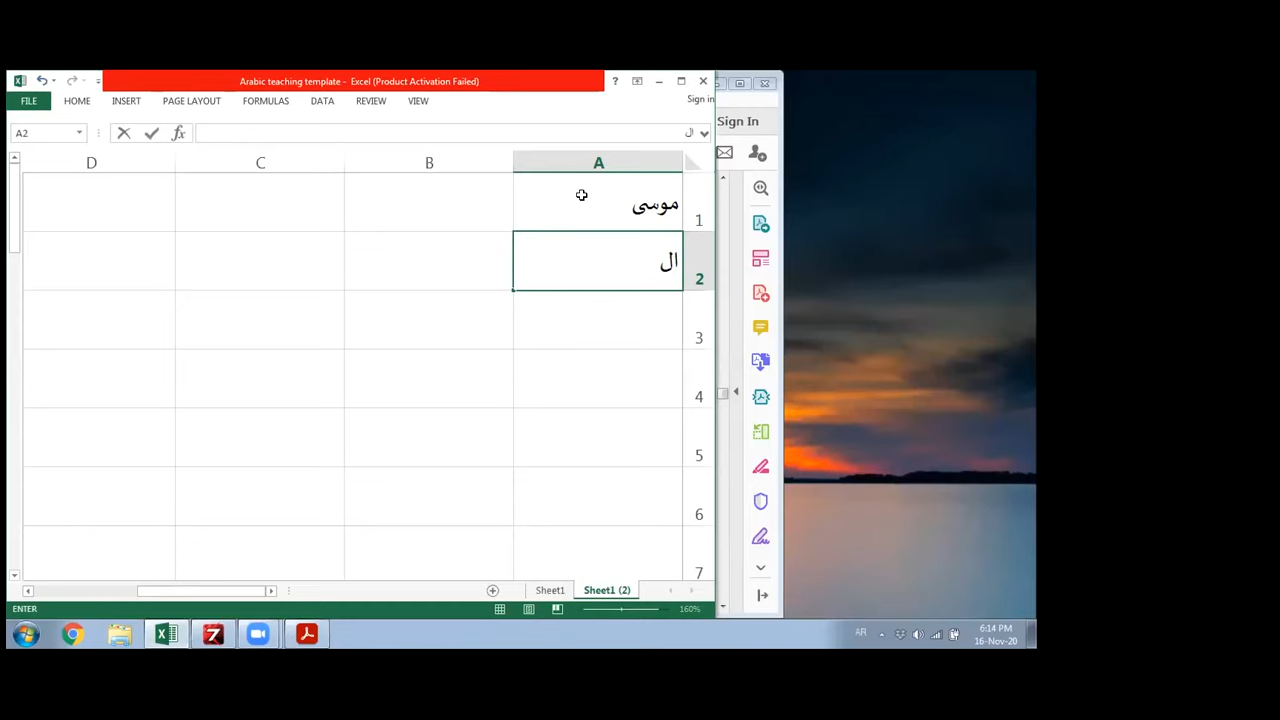 Arabic teaching template - Excel (Product Activation Failed)
?
FILE HOME INSERT PAGE LAYOUT FORMULAS DATA REVIEW VIEW
Sign in
Sign In
A2
fx
ال
D C B A
موسى
1
ال
2
3
4
5
6
7
Sheet1 Sheet1 (2)
ENTER
160%
AR
6:14 PM
16-Nov-20